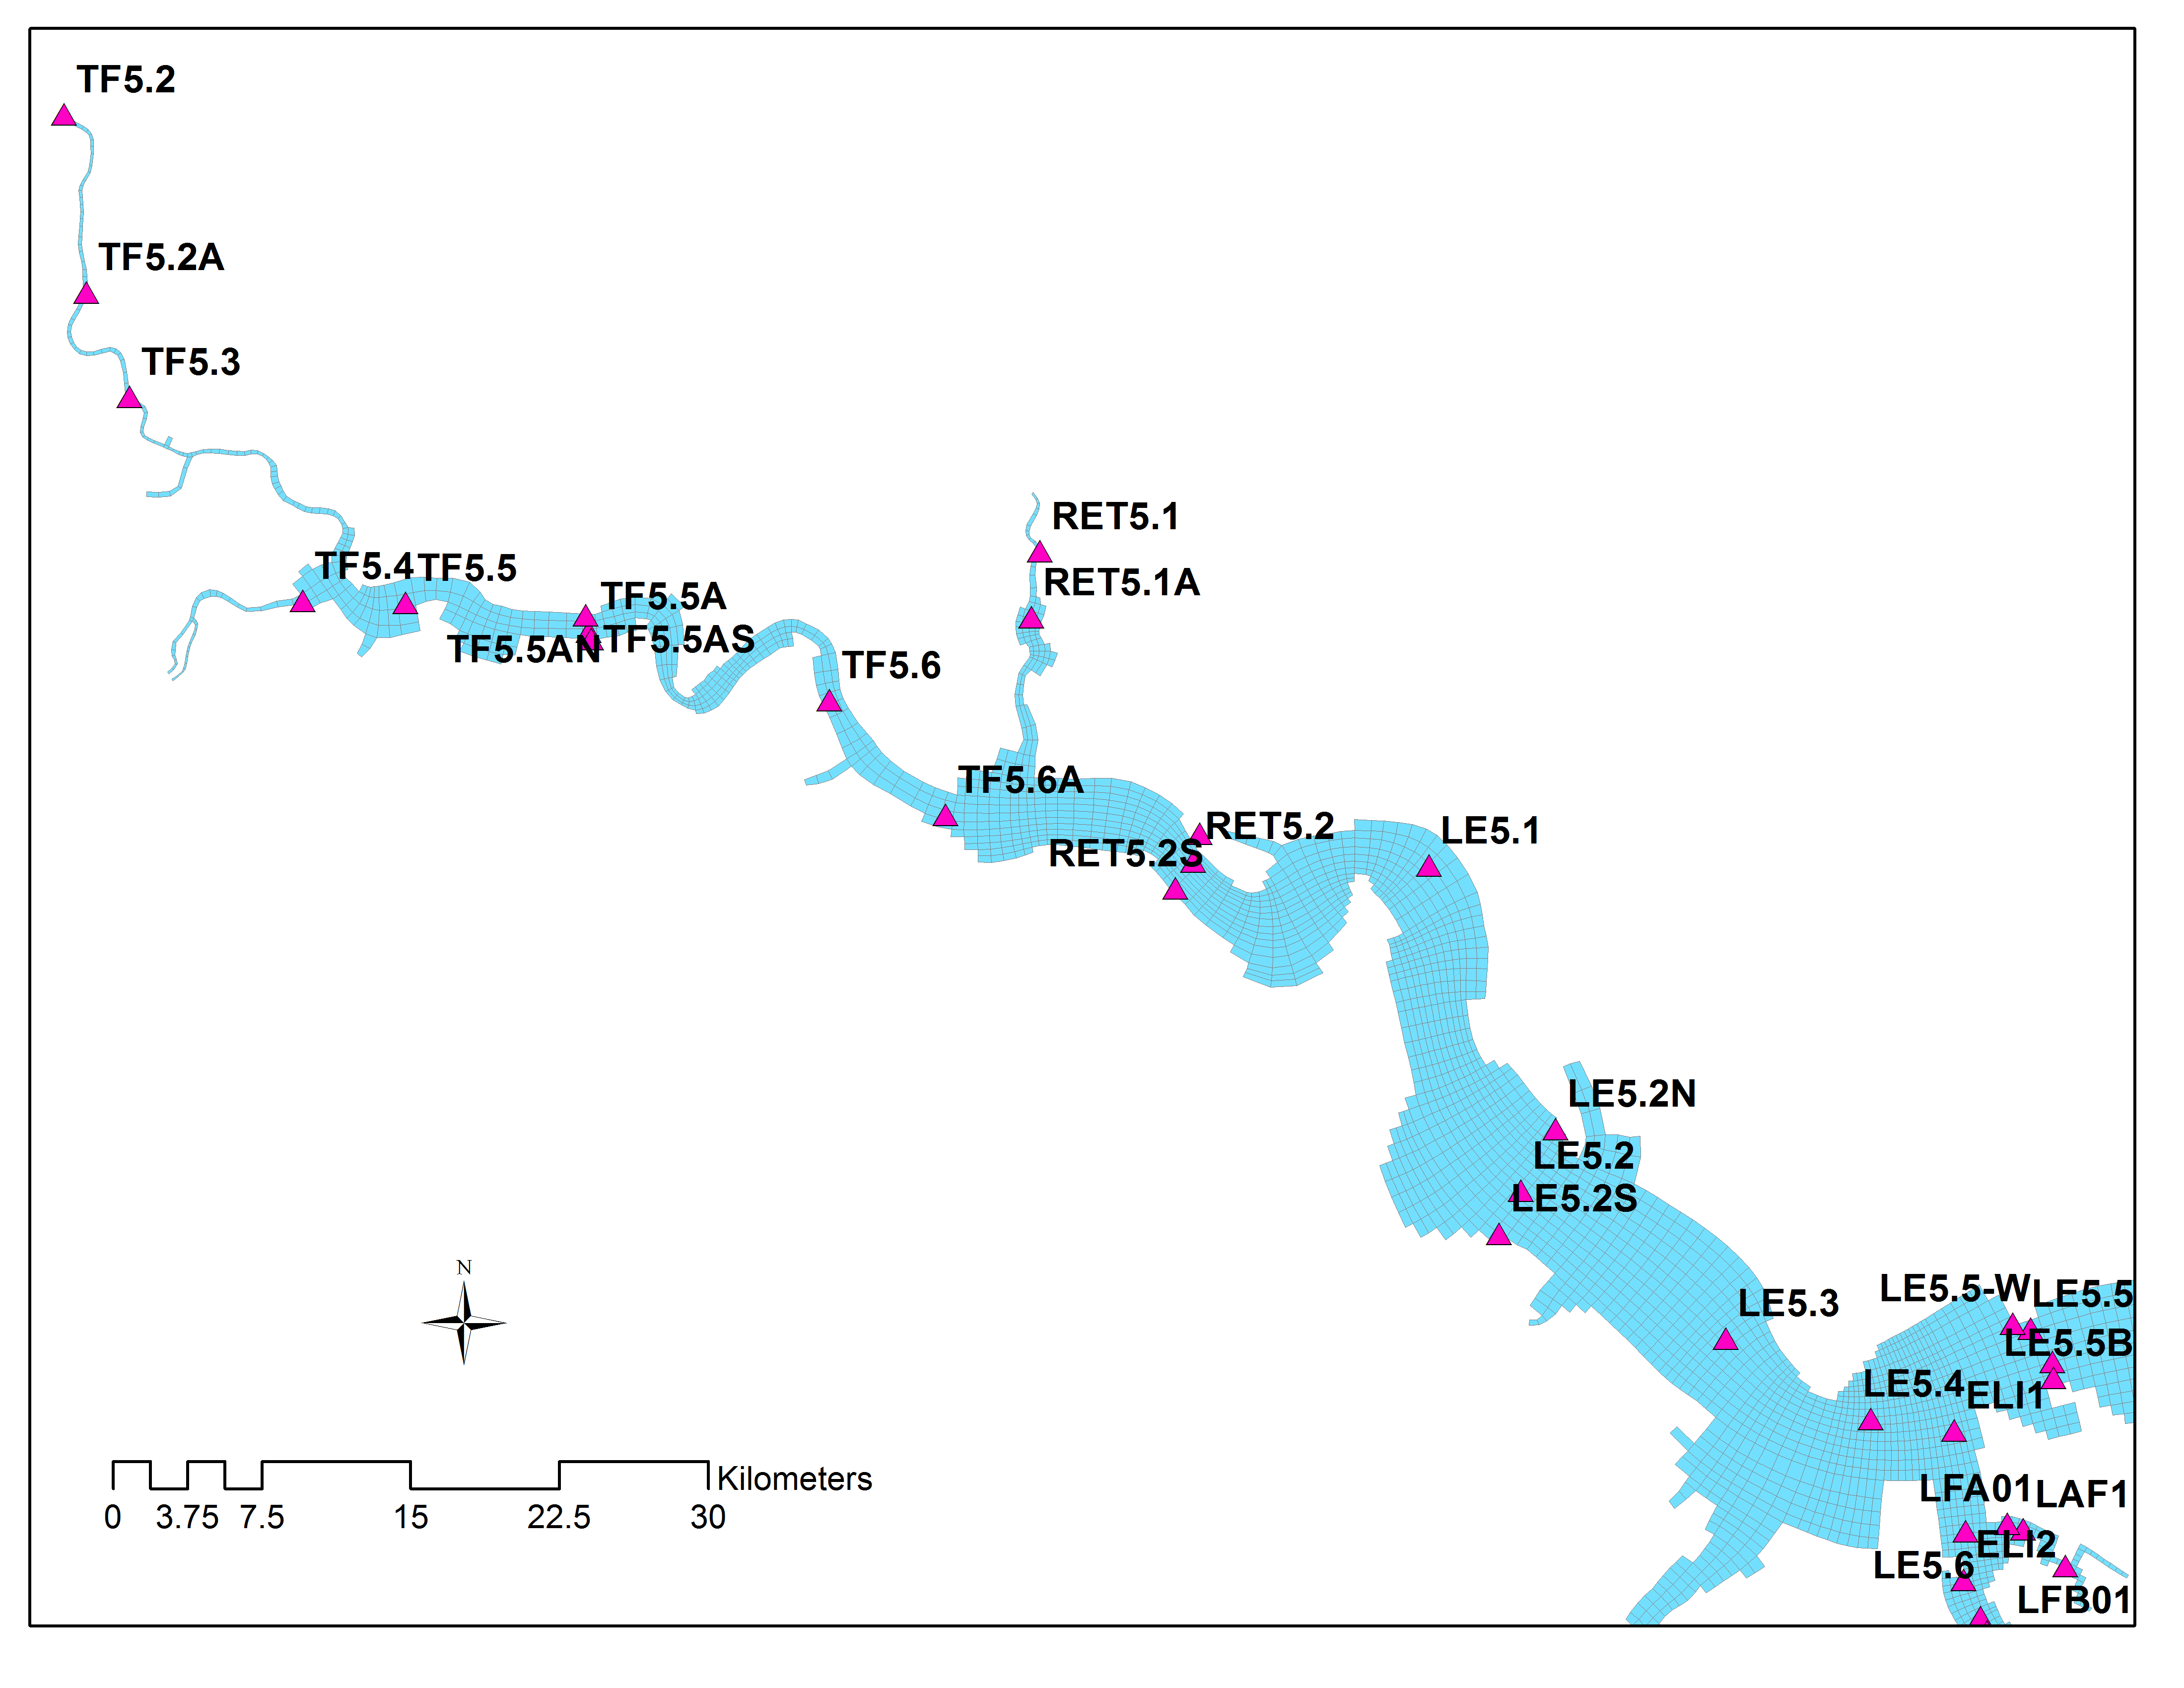 TF5.2
TF5.2A
TF5.3
RET5.1
TF5.4
TF5.5
RET5.1A
TF5.5A
TF5.5AN
TF5.5AS
TF5.6
TF5.6A
RET5.2
LE5.1
RET5.2S
LE5.2N
LE5.2
LE5.2S
N
LE5.5-W
LE5.5
LE5.3
LE5.5B
LE5.4
ELI1
Kilometers
0 3.75 7.5 15 22.5 30
LFA01
LAF1
ELI2
LE5.6
LFB01